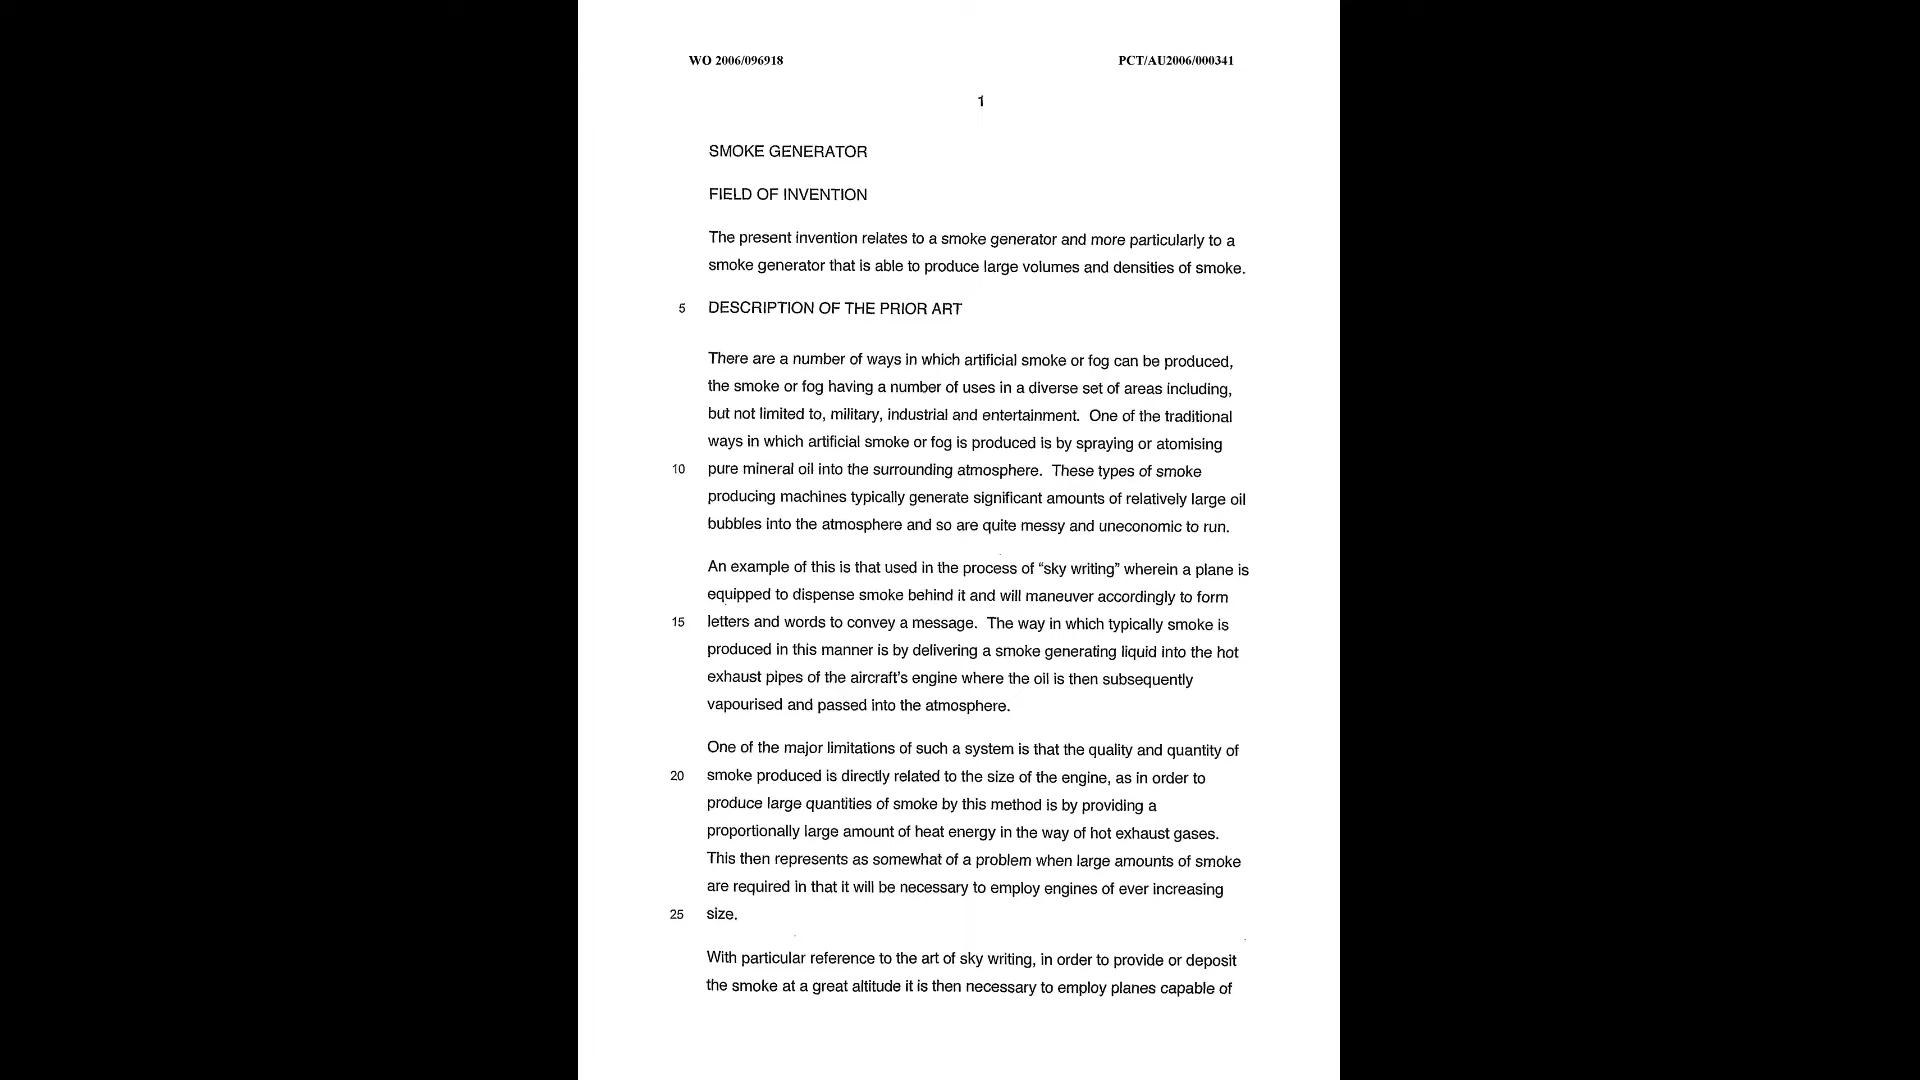 WO 2006/096918 PCT/AU2006/000341
1
SMOKE GENERATOR
FIELD OF INVENTION
The present invention relates to a smoke generator and more particularly to a
smoke generator that is able to produce large volumes and densities of smoke.
5 DESCRIPTION OF THE PRIOR ART
There are a number of ways in which artificial smoke or fog can be produced,
the smoke or fog having a number of uses in a diverse set of areas including,
but not limited to, military, industrial and entertainment. One of the traditional
ways in which artificial smoke or fog is produced is by spraying or atomising
10 pure mineral oil into the surrounding atmosphere. These types of smoke
producing machines typically generate significant amounts of relatively large oil
bubbles into the atmosphere and so are quite messy and uneconomic to run.
An example of this is that used in the process of “sky writing” wherein a plane is
equipped to dispense smoke behind it and will maneuver accordingly to form
15 letters and words to convey a message. The way in which typically smoke is
produced in this manner is by delivering a smoke generating liquid into the hot
exhaust pipes of the aircraft’s engine where the oil is then subsequently
vapourised and passed into the atmosphere.
One of the major limitations of such a system is that the quality and quantity of
20 smoke produced is directly related to the size of the engine, as in order to
produce large quantities of smoke by this method is by providing a
proportionally large amount of heat energy in the way of hot exhaust gases.
This then represents as somewhat of a problem when large amounts of smoke
are required in that it will be necessary to employ engines of ever increasing
25 size.
With particular reference to the art of sky writing, in order to provide or deposit
the smoke at a great altitude it is then necessary to employ planes capable of